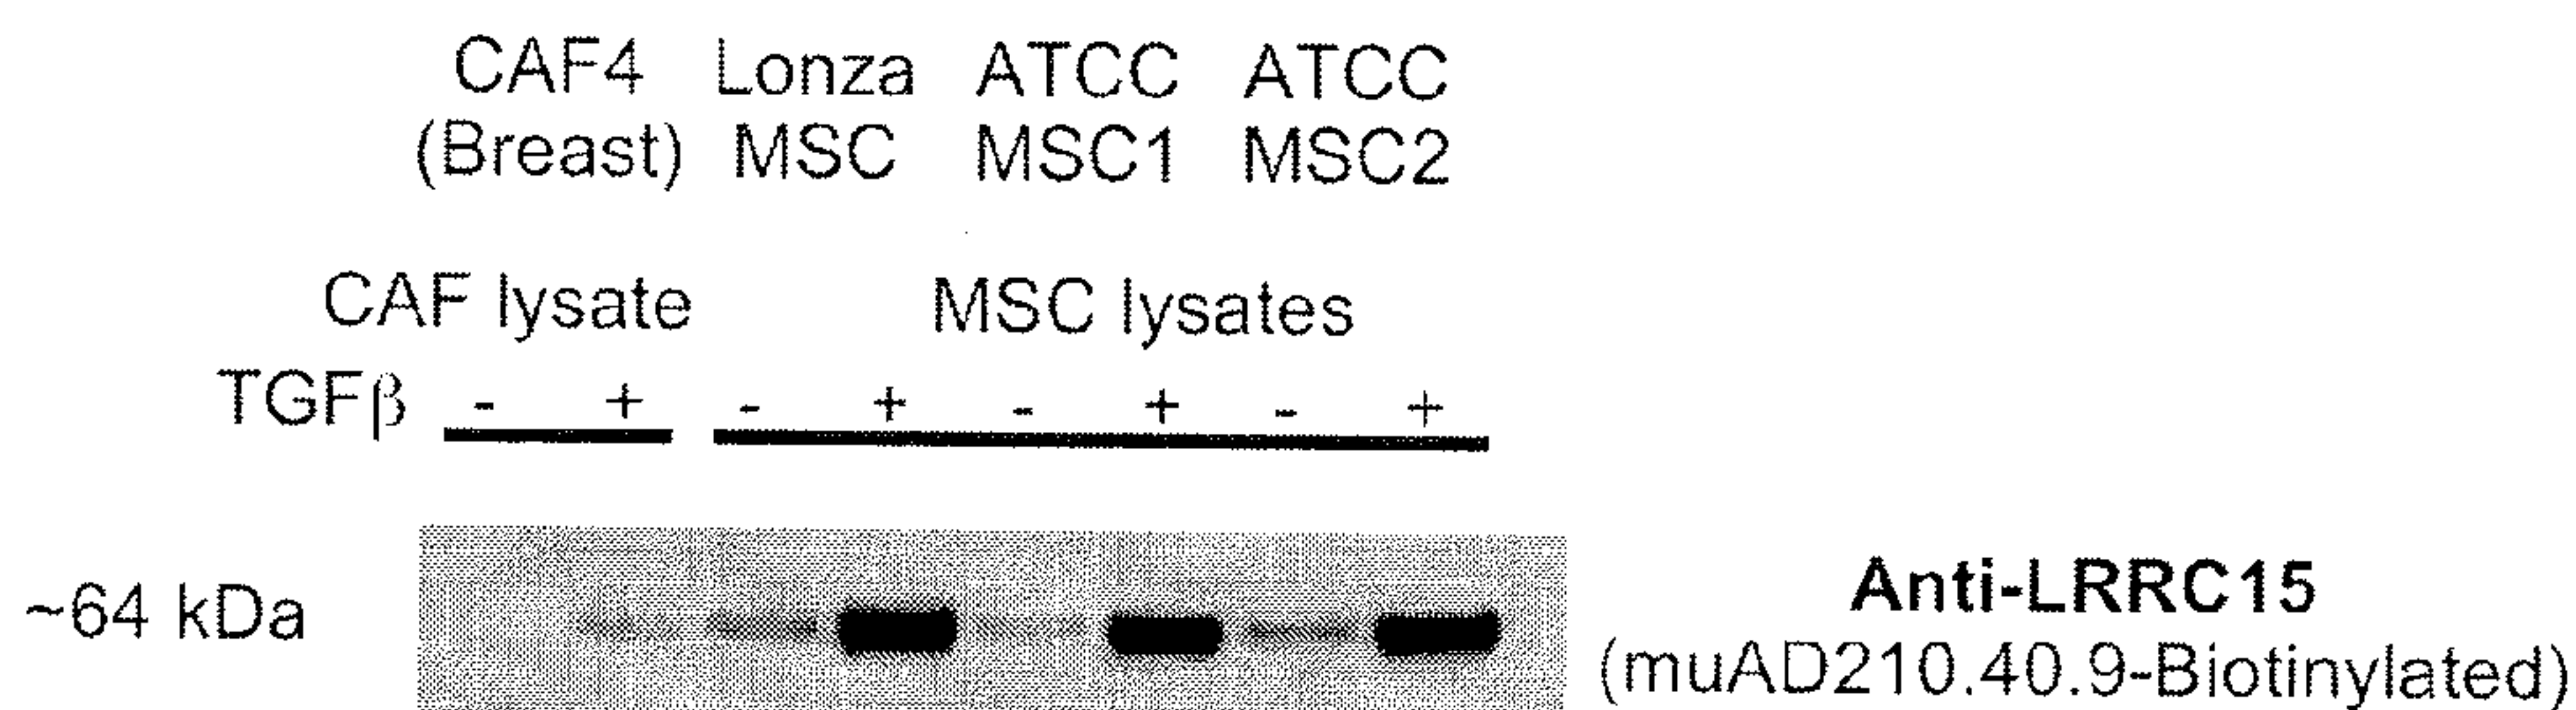 CAF4 Lonza ATCC ATCC
(Breast) MSC MSC1 MSC2
CAF lysate MSC lysates
TGFβ - + - + - + - +
~64 kDa
Anti-LRRC15
(muAD210.40.9-Biotinylated)